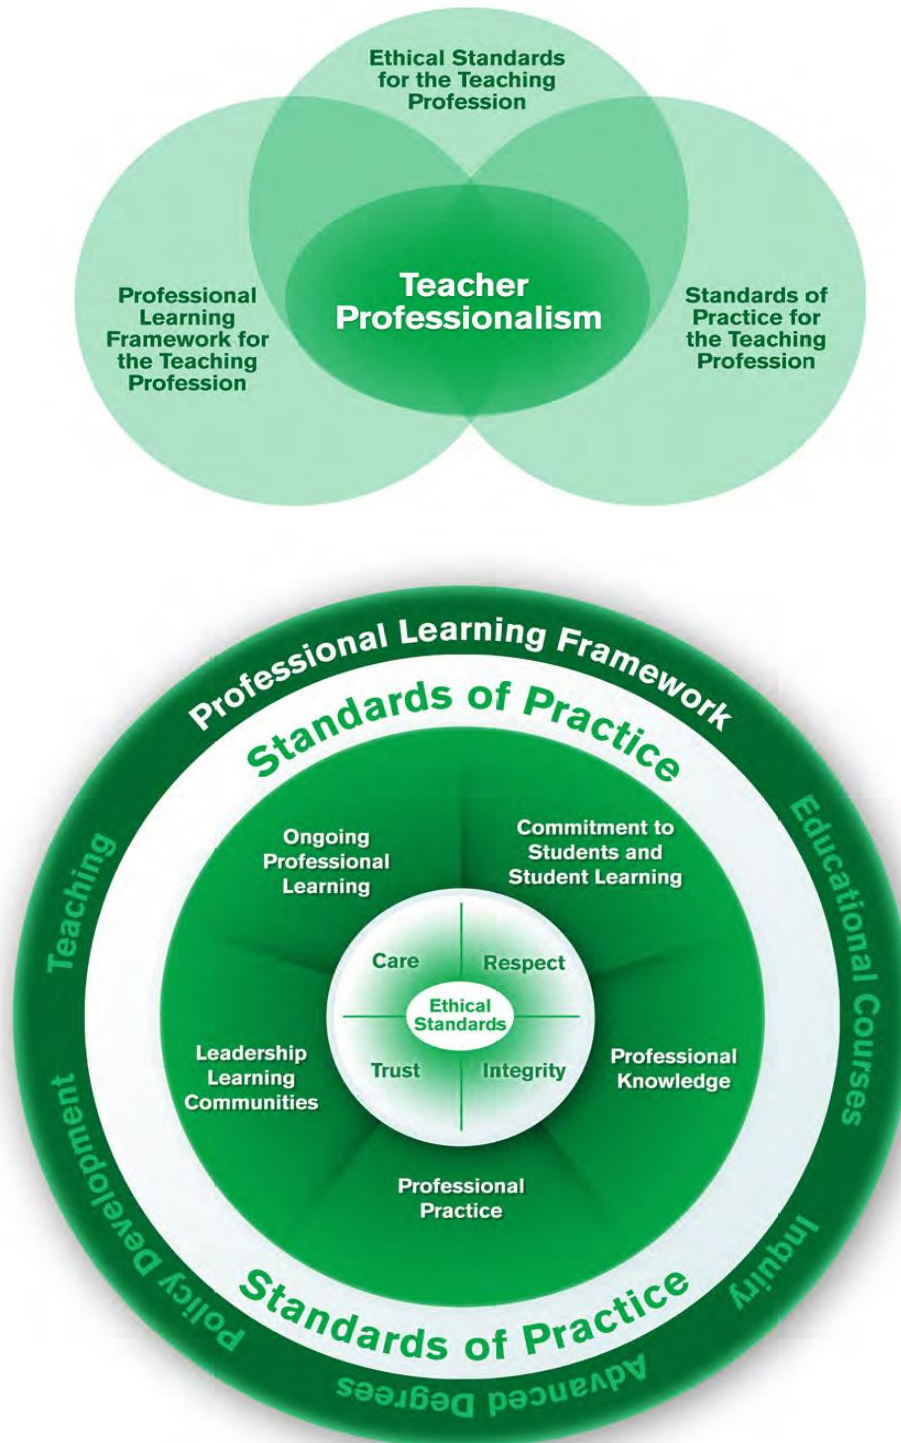 Ethical Standards
for the Teaching
Profession
Teacher
Professionalism
Professional
Learning
Framework for
the Teaching
Profession
Standards of
Practice for
the Teaching
Profession
Professional Learning Framework
Standards of Practice
Teaching
Educational Courses
Ongoing
Professional
Learning
Commitment to
Students and
Student Learning
Care
Respect
Ethical
Standards
Trust
Integrity
Leadership
Learning
Communities
Professional
Knowledge
Professional
Practice
Policy Development
Inquiry
Standards of Practice
Advanced Degrees